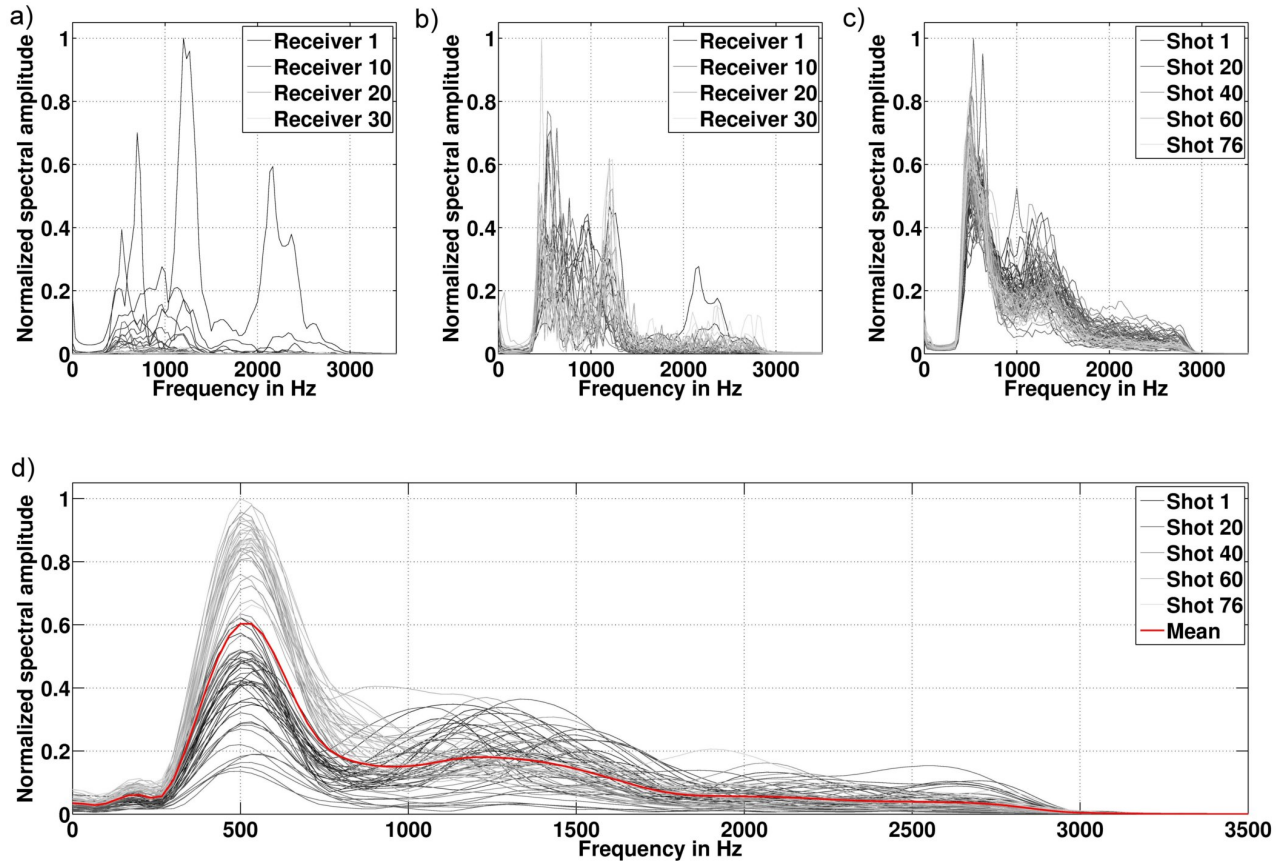 a)
Normalized spectral amplitude
1
0.8
0.6
0.4
0.2
0
0 1000 2000 3000
Frequency in Hz
Receiver 1
Receiver 10
Receiver 20
Receiver 30
b)
Normalized spectral amplitude
1
0.8
0.6
0.4
0.2
0
0 1000 2000 3000
Frequency in Hz
Receiver 1
Receiver 10
Receiver 20
Receiver 30
c)
Normalized spectral amplitude
1
0.8
0.6
0.4
0.2
0
0 1000 2000 3000
Frequency in Hz
Shot 1
Shot 20
Shot 40
Shot 60
Shot 76
d)
Normalized spectral amplitude
1
0.8
0.6
0.4
0.2
0
0 500 1000 1500 2000 2500 3000 3500
Frequency in Hz
Shot 1
Shot 20
Shot 40
Shot 60
Shot 76
Mean